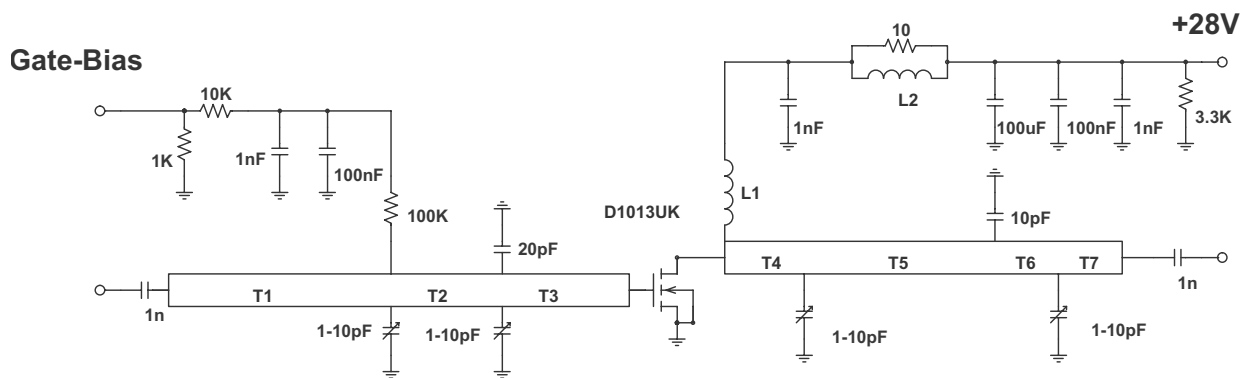 +28V
10
Gate-Bias
L2
10K
1nF
100uF
100nF
1nF
3.3K
1K
1nF
100nF
L1
100K
D1013UK
10pF
20pF
T1
T2
T3
T4
T5
T6
T7
1n
1n
1-10pF
1-10pF
1-10pF
1-10pF